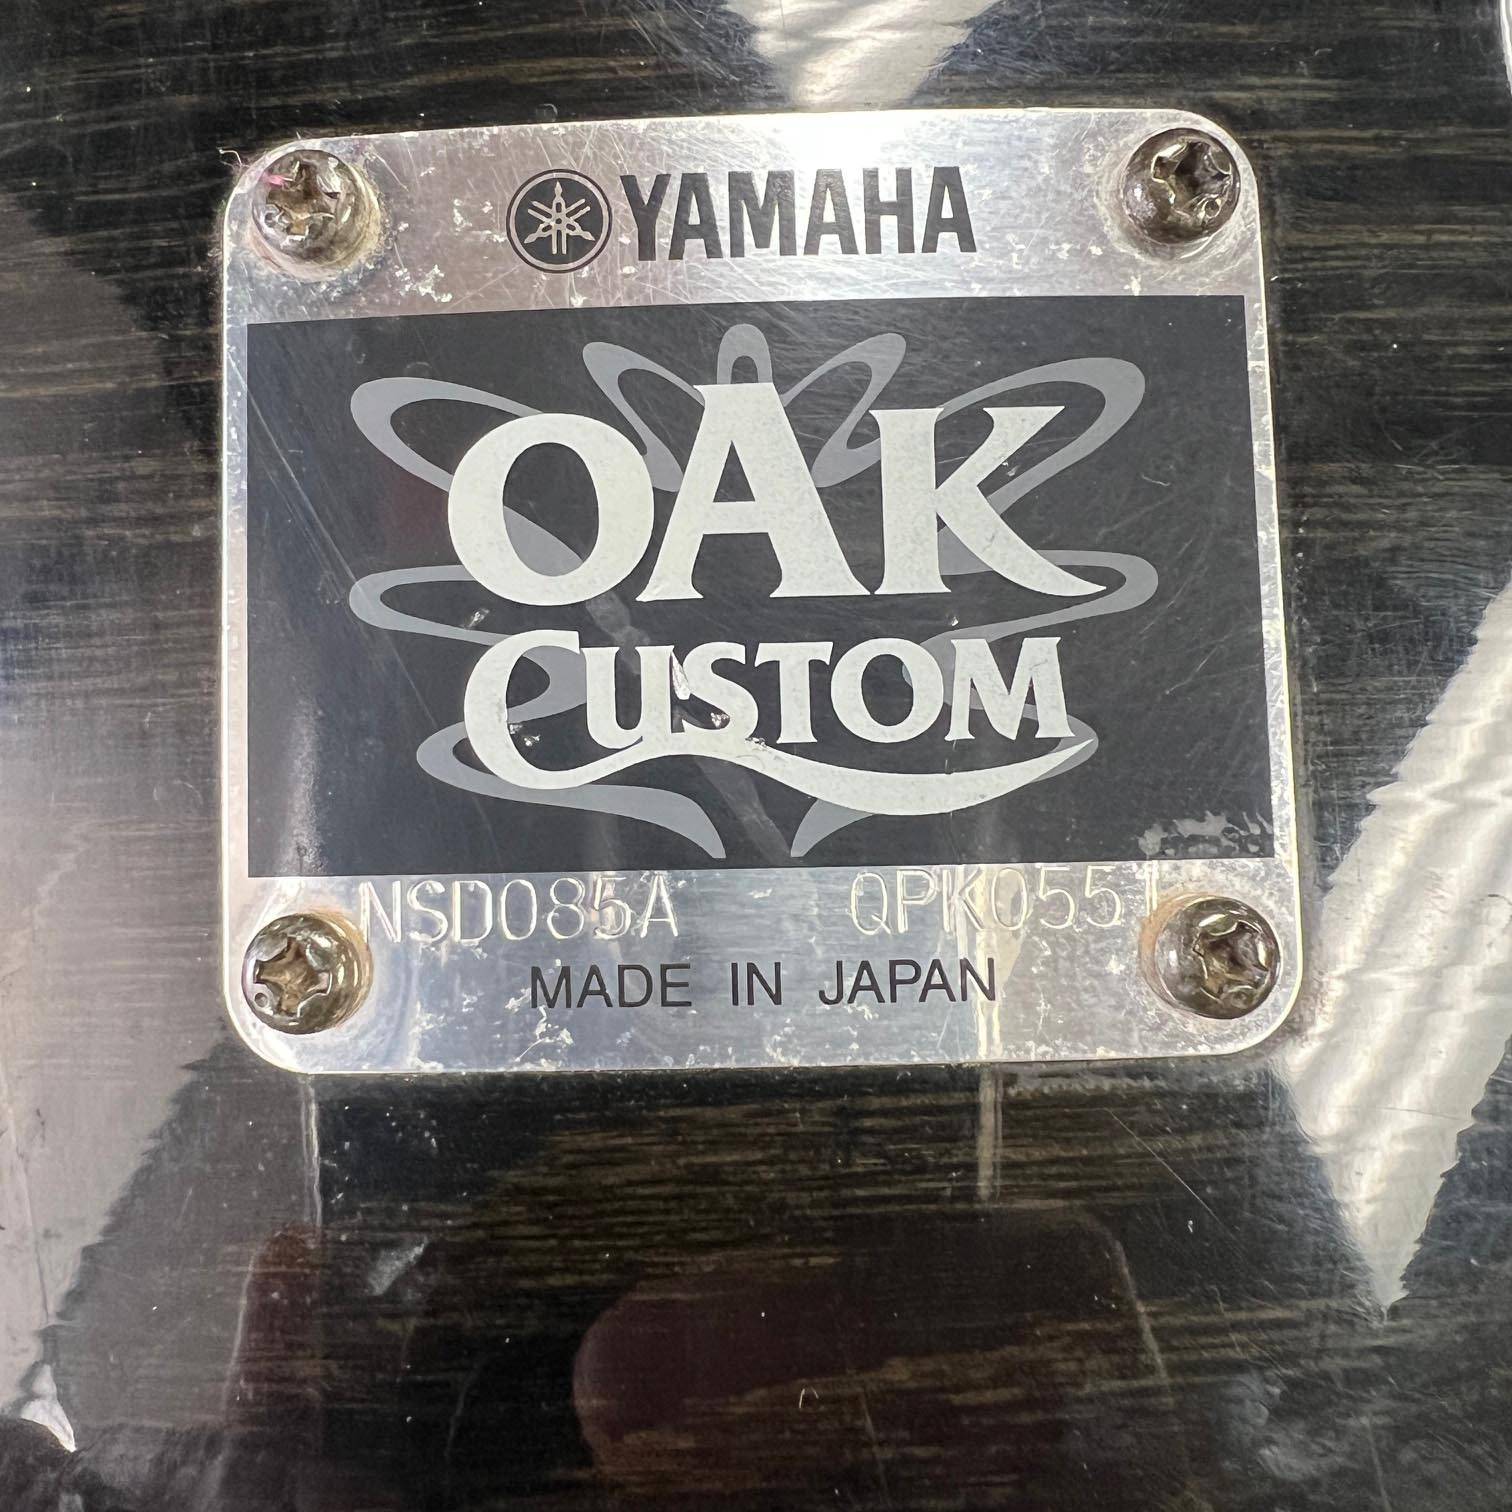 YAMAHA
OAK
CUSTOM
NSD085A QPK0551
MADE IN JAPAN